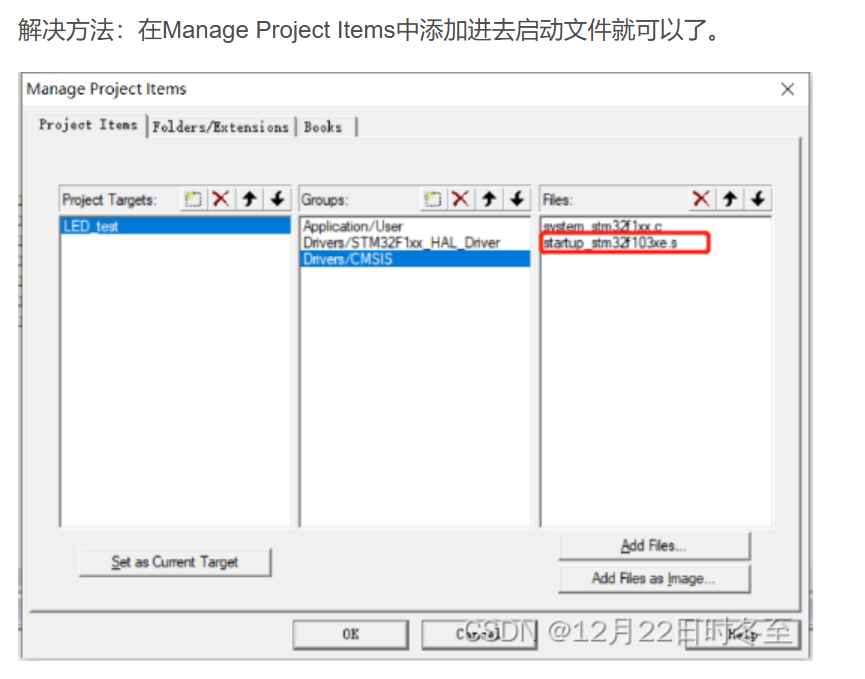 解决方法：在Manage Project Items中添加进去启动文件就可以了。
Manage Project Items
Project Items Folders/Extensions Books
Project Targets: Groups: Files:
LED_test Application/User system_stm32f1xx.c
Drivers/STM32F1xx_HAL_Driver startup_stm32f103xe.s
Drivers/CMSIS
Add Files...
Set as Current Target
Add Files as Image...
OK Cancel Help
CSDN @12月22日时冬至